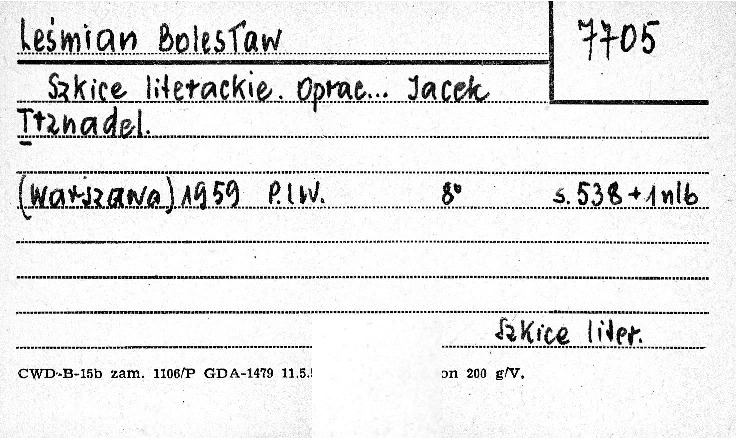 Leśmian Bolesław
7705
Szkice literackie. Oprac... Jacek
Trznadel.
(Warszawa) 1959 P.I.W. 8° s. 538 + 1 nlb
Szkice liter.
CWD-B-15b zam. 1106/P GDA-1479 11.5. on 200 g/V.